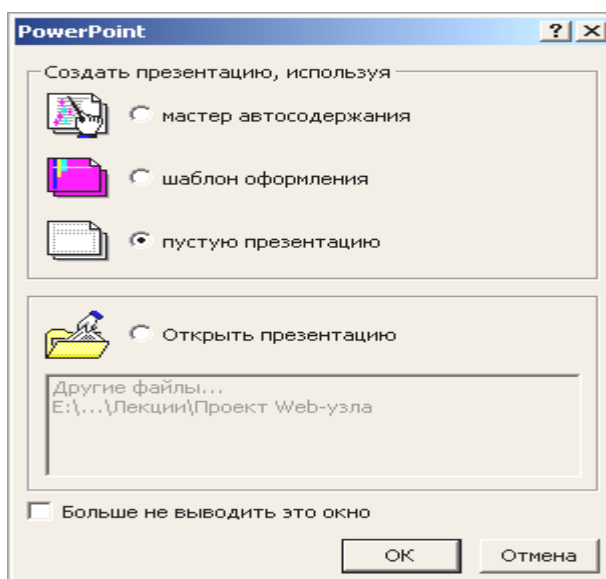 PowerPoint
Создать презентацию, используя
мастер автосодержания
шаблон оформления
пустую презентацию
Открыть презентацию
Другие файлы...
E:\...\Лекции\Проект Web-узла
Больше не выводить это окно
ОК
Отмена